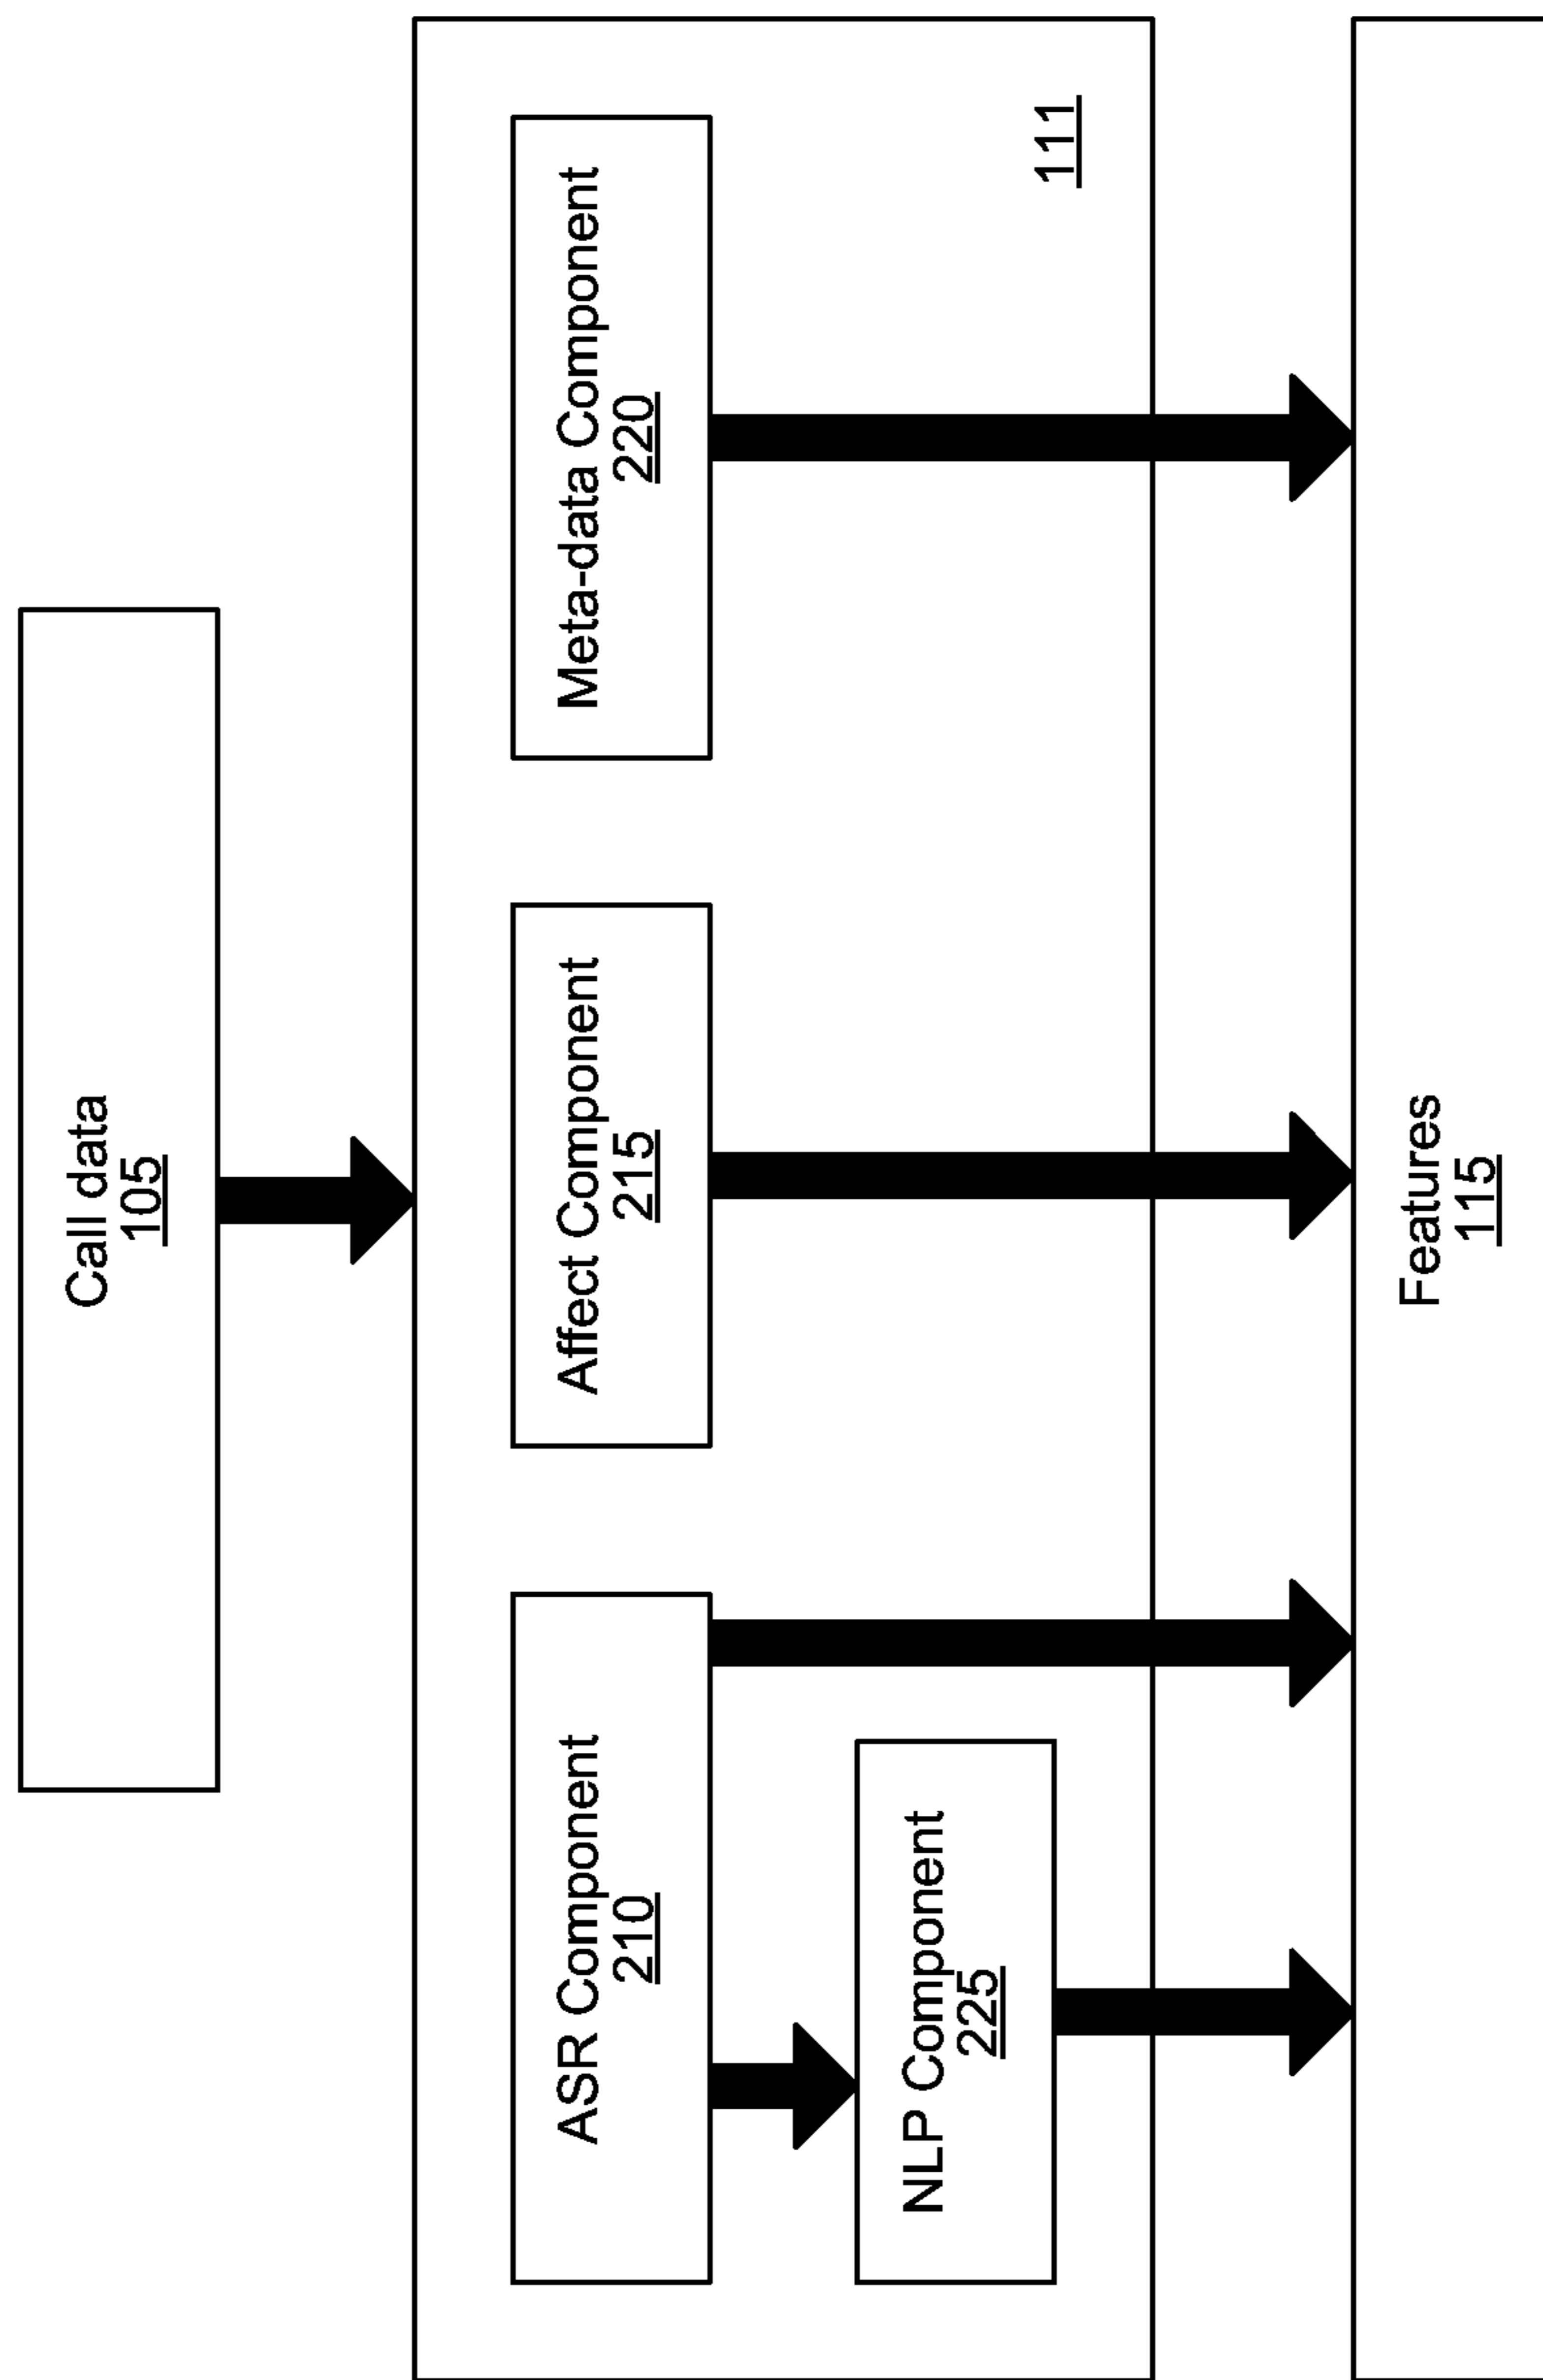 Call data
105
ASR Component
210
Affect Component
215
Meta-data Component
220
NLP Component
225
111
Features
115